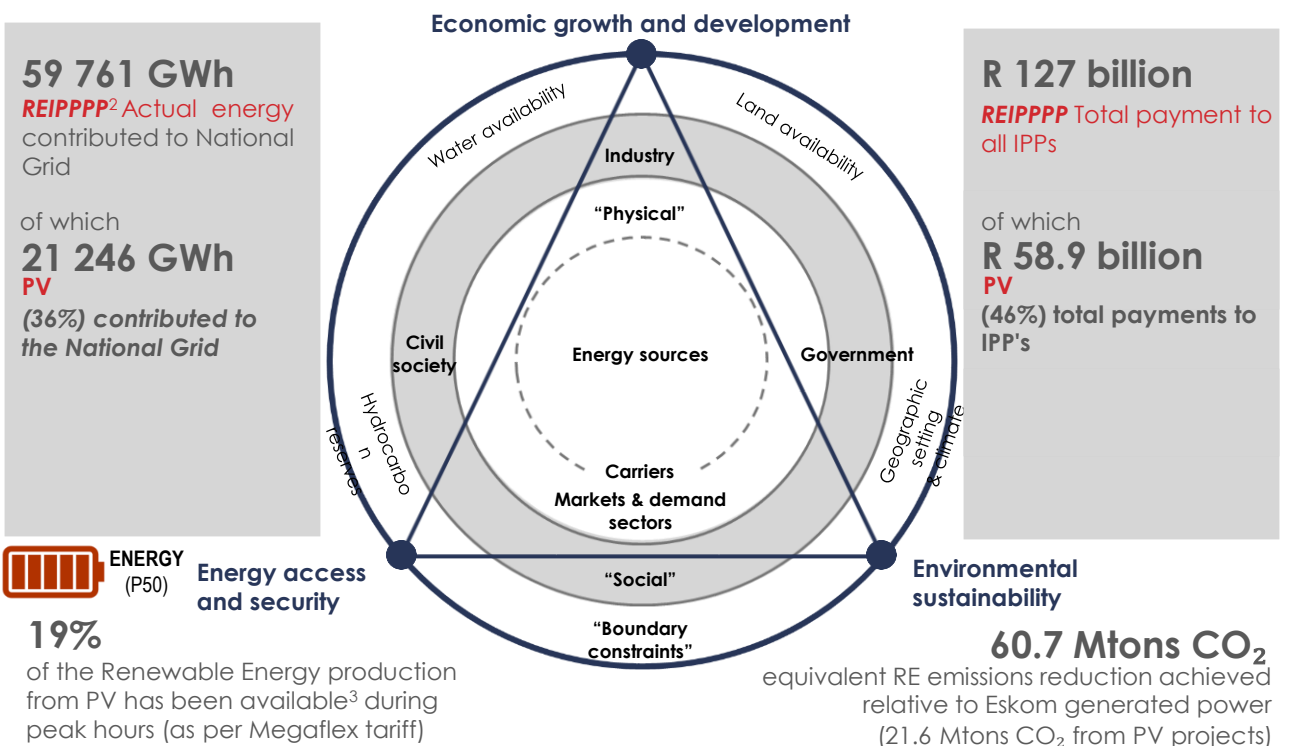 Economic growth and development
59 761 GWh
REIPPPP² Actual energy
contributed to National
Grid
of which
21 246 GWh
PV
(36%) contributed to
the National Grid
R 127 billion
REIPPPP Total payment to
all IPPs
of which
R 58.9 billion
PV
(46%) total payments to
IPP's
Water availability
Land availability
Industry
“Physical”
Civil
society
Energy sources
Government
Hydrocarbo
n
reserves
Geographic
setting
& climate
Carriers
Markets & demand
sectors
“Social”
“Boundary
constraints”
ENERGY
(P50)
Energy access
and security
19%
of the Renewable Energy production
from PV has been available³ during
peak hours (as per Megaflex tariff)
Environmental
sustainability
60.7 Mtons CO₂
equivalent RE emissions reduction achieved
relative to Eskom generated power
(21.6 Mtons CO₂ from PV projects)